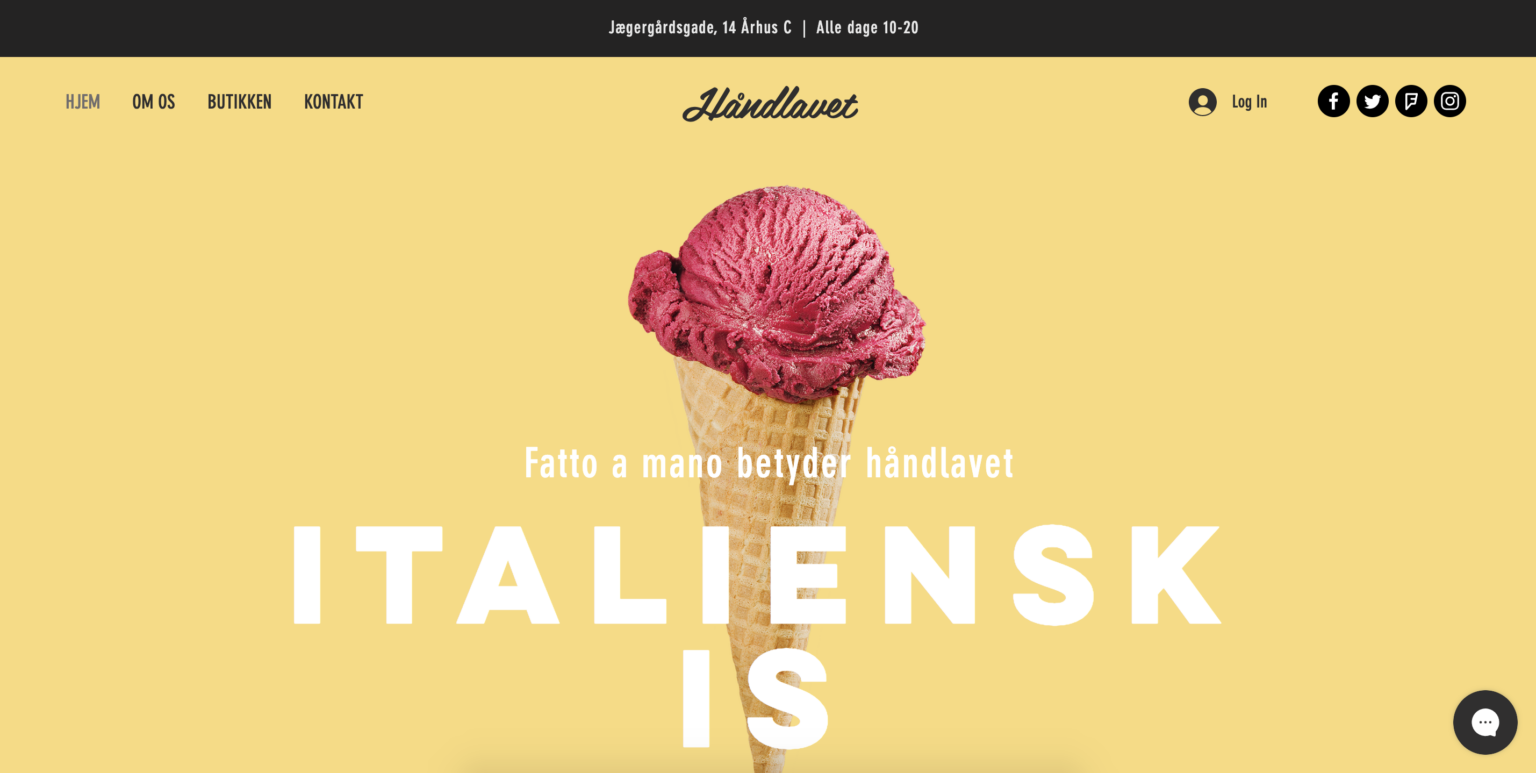 Jægergårdsgade, 14 Århus C | Alle dage 10-20
HJEM OM OS BUTIKKEN KONTAKT
Håndlavet
Log In
Fatto a mano betyder håndlavet
ITALIENSK
IS